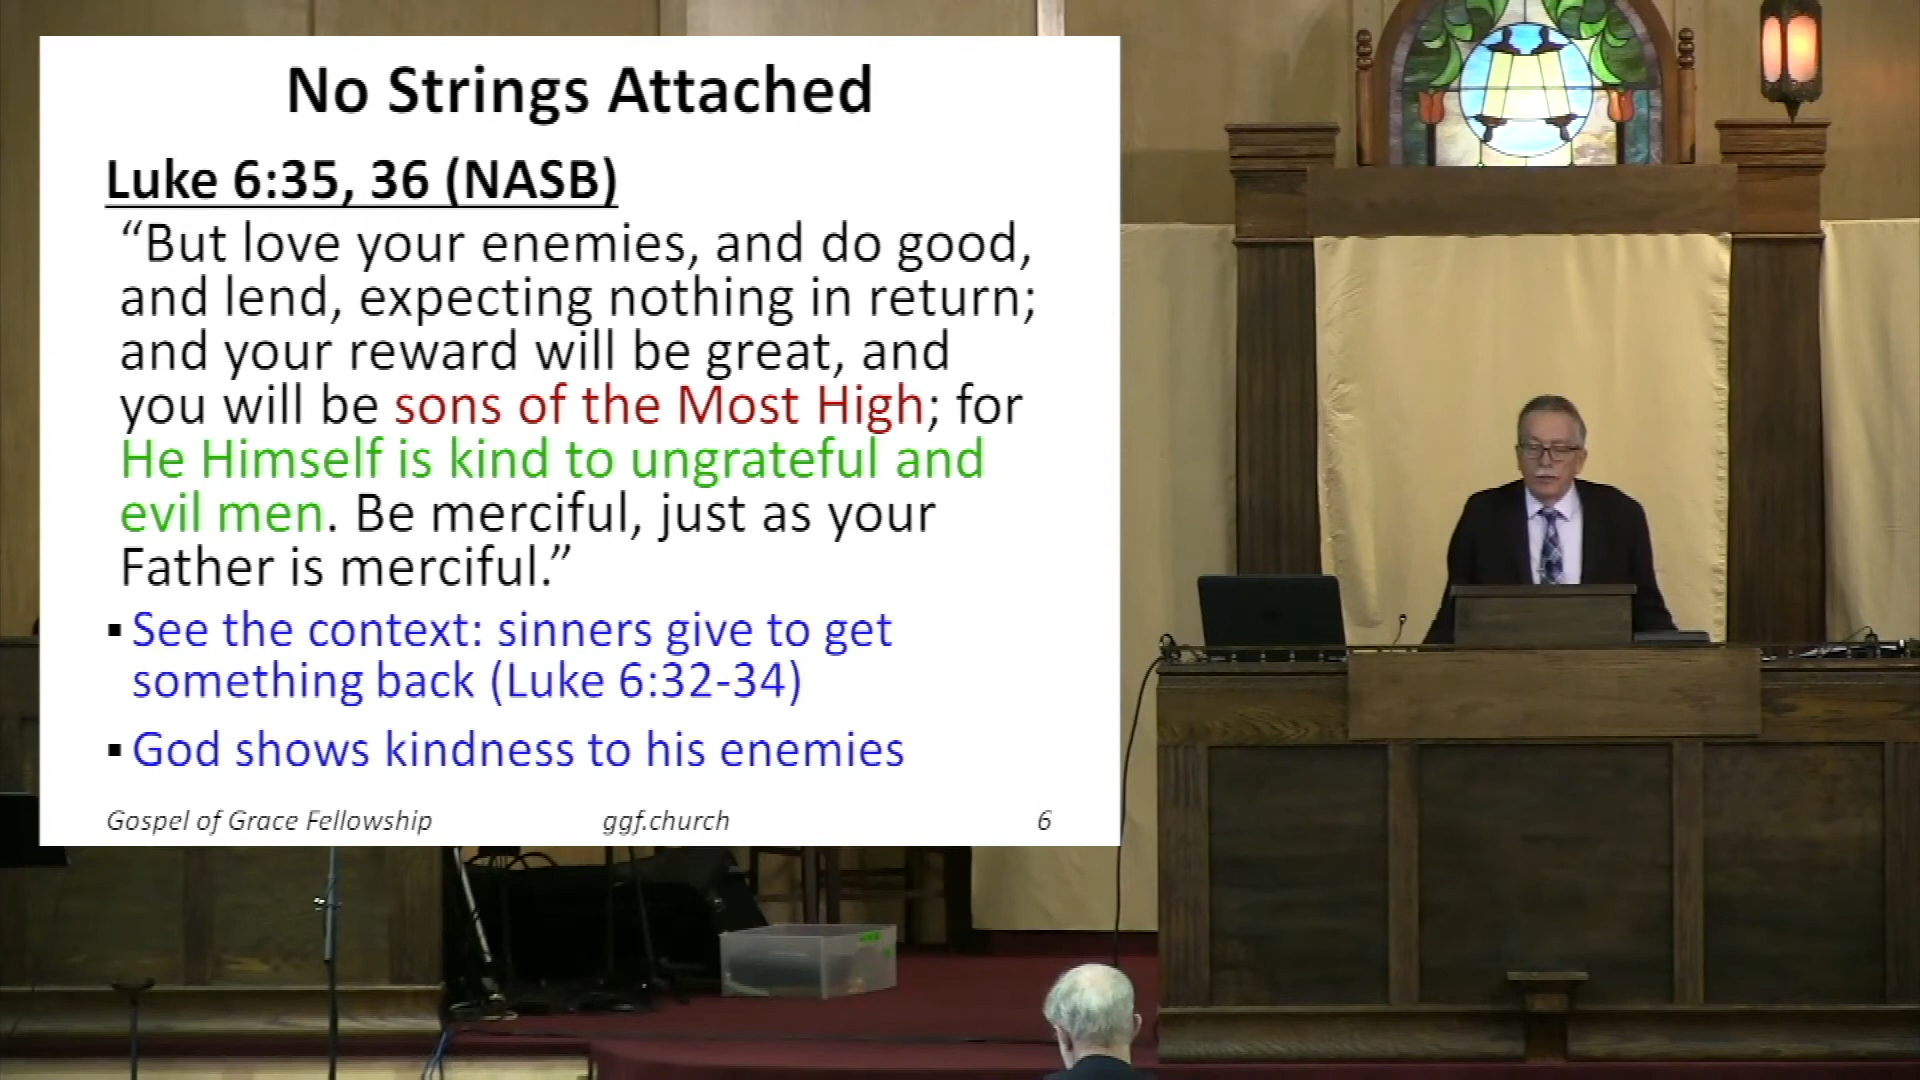 No Strings Attached
Luke 6:35, 36 (NASB)
“But love your enemies, and do good,
and lend, expecting nothing in return;
and your reward will be great, and
you will be sons of the Most High; for
He Himself is kind to ungrateful and
evil men. Be merciful, just as your
Father is merciful.”
▪ See the context: sinners give to get
something back (Luke 6:32-34)
▪ God shows kindness to his enemies
Gospel of Grace Fellowship ggf.church 6